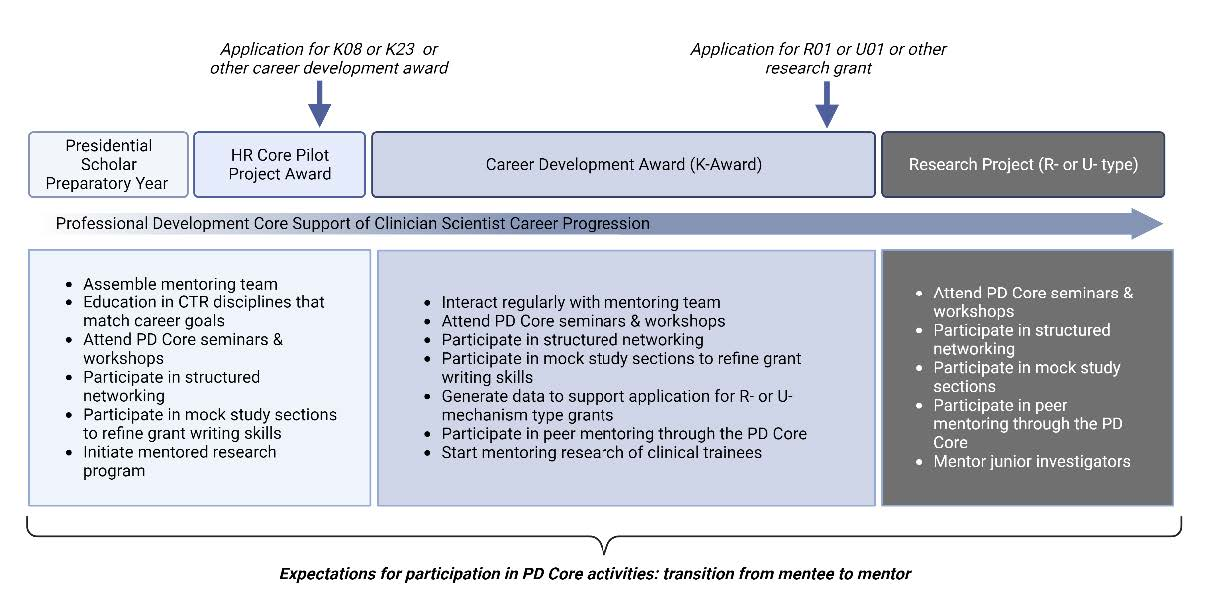 Application for K08 or K23 or
other career development award
Application for R01 or U01 or other
research grant
Presidential
Scholar
Preparatory Year
HR Core Pilot
Project Award
Career Development Award (K-Award)
Research Project (R- or U- type)
Professional Development Core Support of Clinician Scientist Career Progression
• Assemble mentoring team
• Education in CTR disciplines that
match career goals
• Attend PD Core seminars &
workshops
• Participate in structured
networking
• Participate in mock study sections
to refine grant writing skills
• Initiate mentored research
program
• Interact regularly with mentoring team
• Attend PD Core seminars & workshops
• Participate in structured networking
• Participate in mock study sections to refine grant
writing skills
• Generate data to support application for R- or U-
mechanism type grants
• Participate in peer mentoring through the PD Core
• Start mentoring research of clinical trainees
• Attend PD Core seminars &
workshops
• Participate in structured
networking
• Participate in mock study
sections
• Participate in peer
mentoring through the PD
Core
• Mentor junior investigators
Expectations for participation in PD Core activities: transition from mentee to mentor